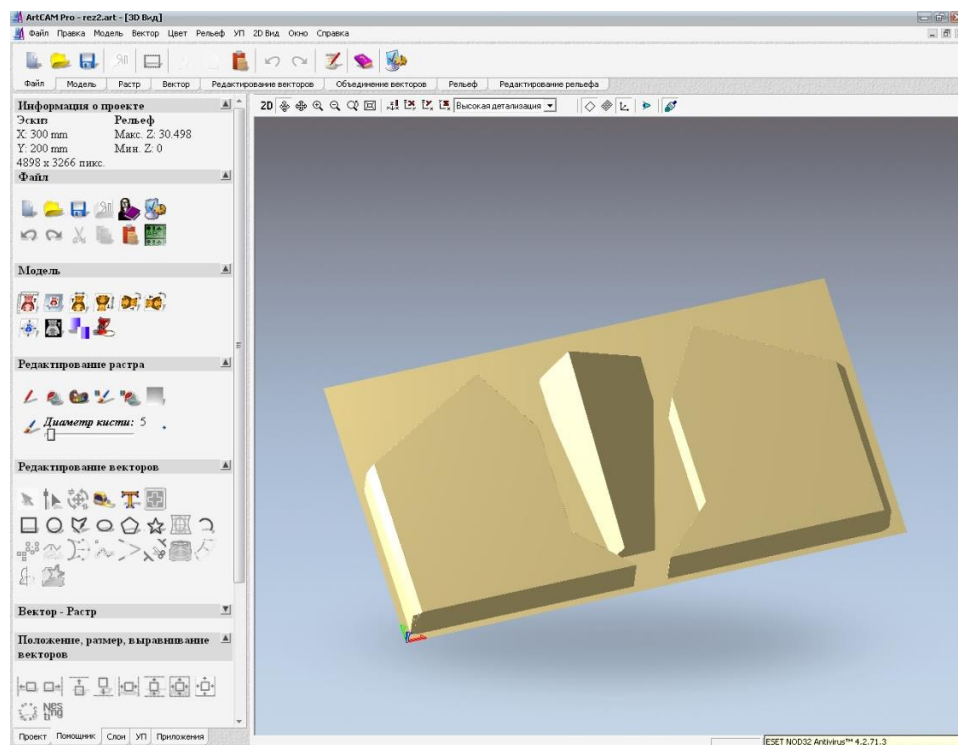 ArtCAM Pro - rez2.art - [3D Вид]
Файл Правка Модель Вектор Цвет Рельеф УП 2D Вид Окно Справка
Файл Модель Растр Вектор Редактирование векторов Объединение векторов Рельеф Редактирование рельефа
Информация о проекте
2D Высокая детализация
Эскиз Рельеф
X: 300 mm Макс. Z: 30.498
Y: 200 mm Мин. Z: 0
4898 x 3266 пикс.
Файл
Модель
Редактирование растра
Диаметр кисти: 5
Редактирование векторов
Вектор - Растр
Положение, размер, выравнивание
векторов
Nes
ting
Проект Помощник Слои УП Приложения
ESET NOD32 Antivirus™ 4.2.71.3